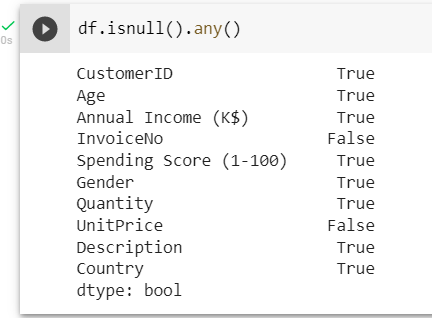 df.isnull().any()
0s
CustomerID True
Age True
Annual Income (K$) True
InvoiceNo False
Spending Score (1-100) True
Gender True
Quantity True
UnitPrice False
Description True
Country True
dtype: bool